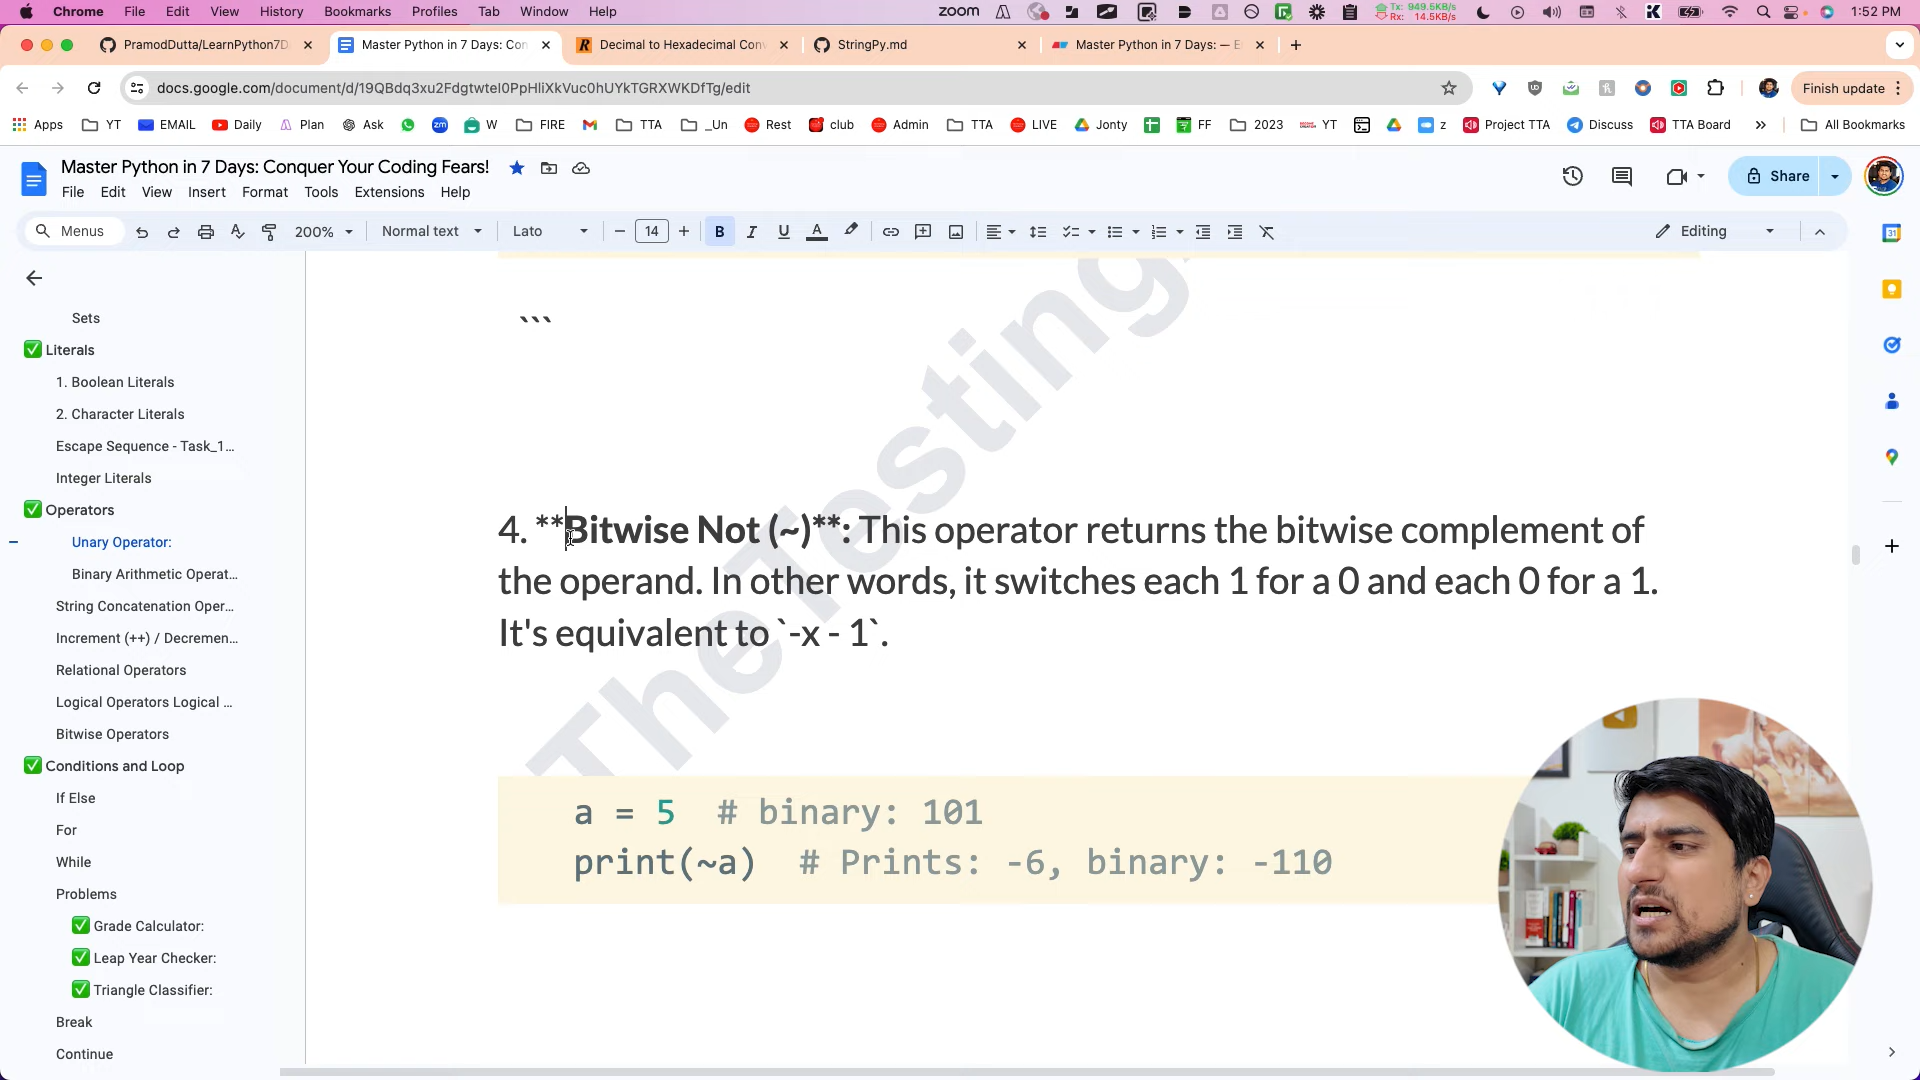 Chrome File Edit View History Bookmarks Profiles Tab Window Help
zoom Tx: 949.5KB/s Rx: 14.5KB/s 1:52 PM
PramodDutta/LearnPython7D
Master Python in 7 Days: Con
Decimal to Hexadecimal Con
StringPy.md
Master Python in 7 Days: — E
docs.google.com/document/d/19QBdq3xu2FdgtwteI0PpHIiXkVuc0hUYkTGRXWKDfTg/edit
Finish update
Apps YT EMAIL Daily Plan Ask W FIRE TTA _Un Rest club Admin TTA LIVE Jonty FF 2023 YT z Project TTA Discuss TTA Board » All Bookmarks
Master Python in 7 Days: Conquer Your Coding Fears!
File Edit View Insert Format Tools Extensions Help
Share
Menus 200% Normal text Lato 14 B I U A Editing
Sets
Literals
1. Boolean Literals
2. Character Literals
Escape Sequence - Task_1...
Integer Literals
Operators
Unary Operator:
Binary Arithmetic Operat...
String Concatenation Oper...
Increment (++) / Decremen...
Relational Operators
Logical Operators Logical ...
Bitwise Operators
Conditions and Loop
If Else
For
While
Problems
Grade Calculator:
Leap Year Checker:
Triangle Classifier:
Break
Continue
TheTesting
```
4. **Bitwise Not (~)**: This operator returns the bitwise complement of
the operand. In other words, it switches each 1 for a 0 and each 0 for a 1.
It's equivalent to `-x - 1`.
a = 5 # binary: 101
print(~a) # Prints: -6, binary: -110